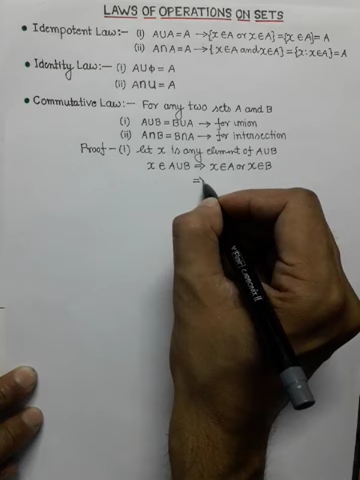 LAWS OF OPERATIONS ON SETS
• Idempotent Law:- (i) A∪A = A → {x∈A or x∈A} = {x∈A} = A
(ii) A∩A = A → {x∈A and x∈A} = {x:x∈A} = A
• Identity Law:- (i) A∪Φ = A
(ii) A∩U = A
• Commutative Law:- For any two sets A and B
(i) A∪B = B∪A → for union
(ii) A∩B = B∩A → for intersection
Proof - (i) let x is any element of A∪B
x ∈ A∪B ⇒ x∈A or x∈B
⇒